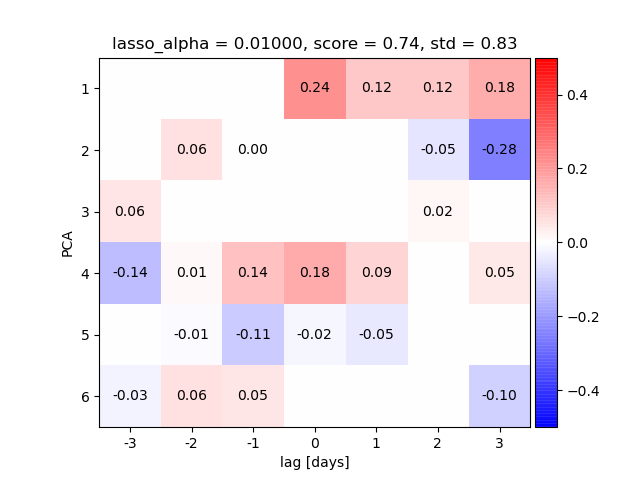 lasso_alpha = 0.01000, score = 0.74, std = 0.83
1 0.24 0.12 0.12 0.18
2 0.06 0.00 -0.05 -0.28
3 0.06 0.02
4 -0.14 0.01 0.14 0.18 0.09 0.05
5 -0.01 -0.11 -0.02 -0.05
6 -0.03 0.06 0.05 -0.10
PCA
-3 -2 -1 0 1 2 3
lag [days]
0.4
0.2
0.0
−0.2
−0.4